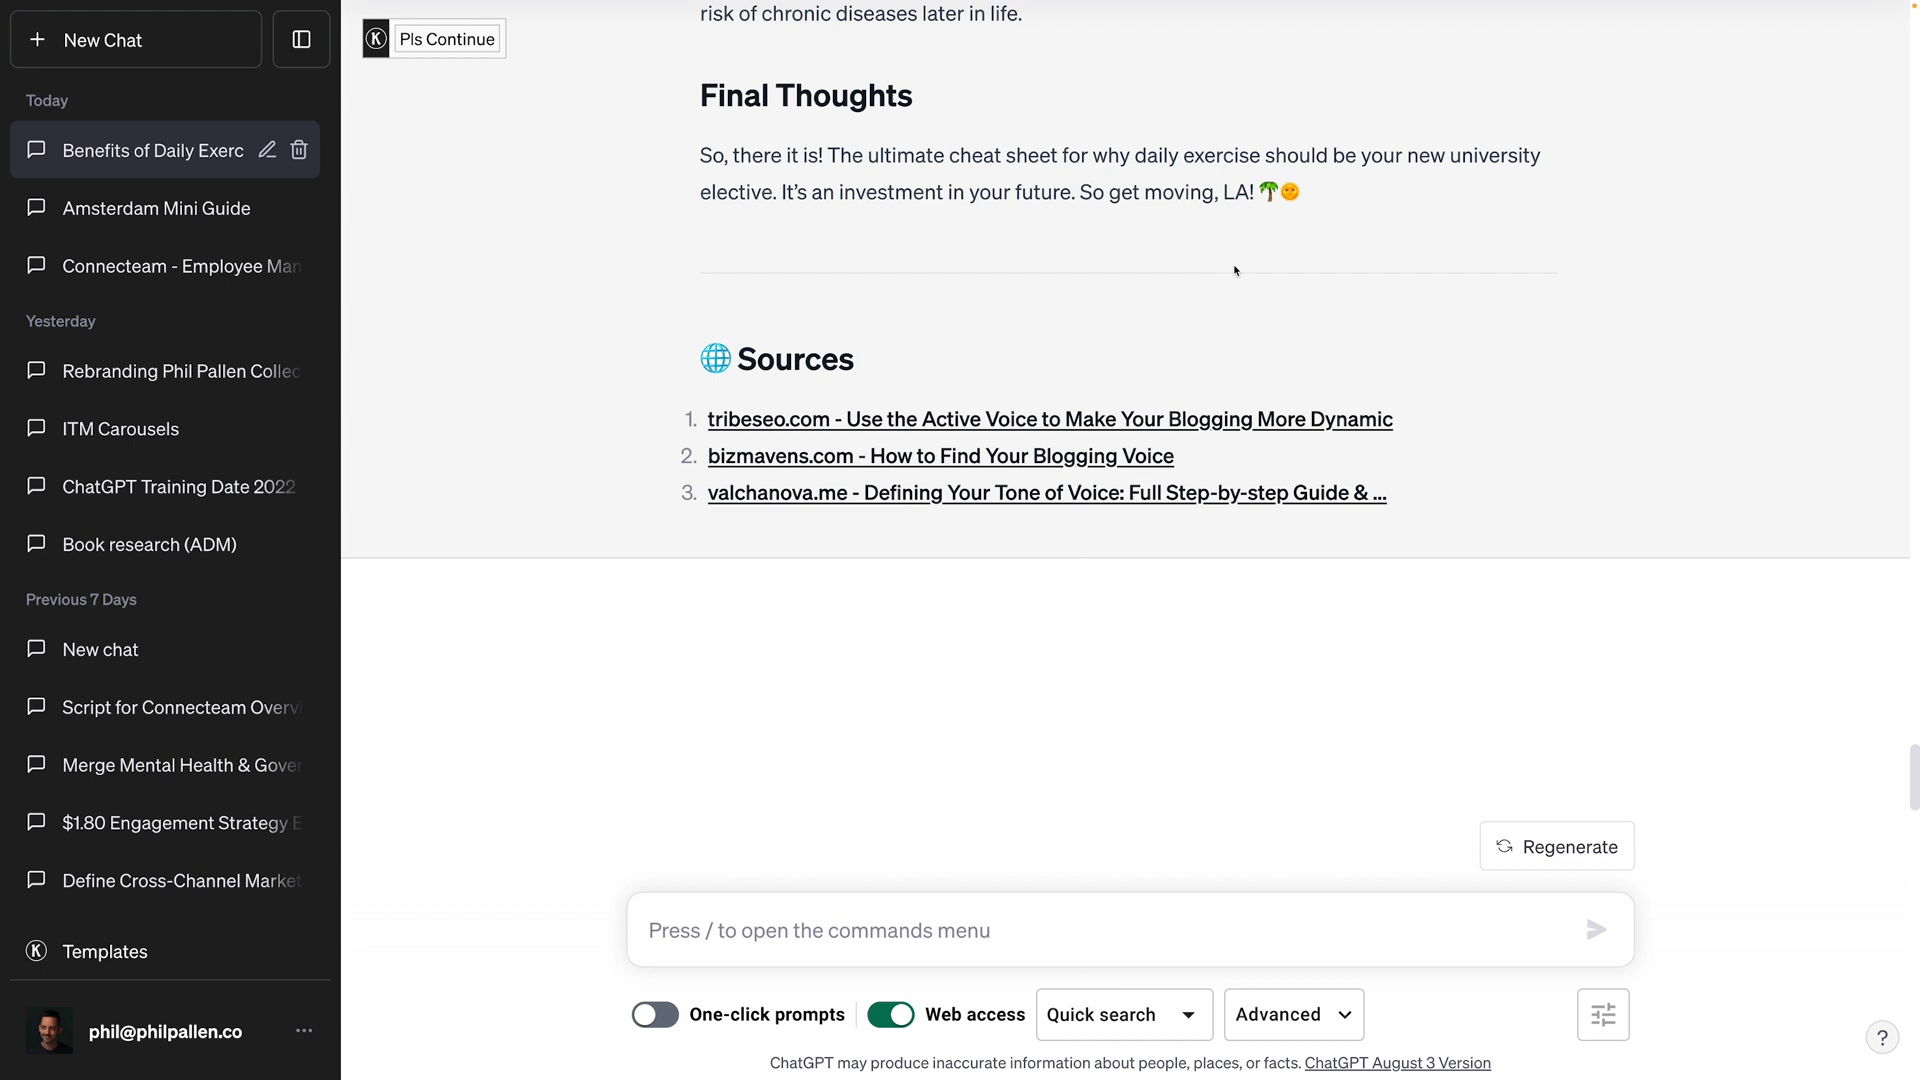 New Chat
Today
Benefits of Daily Exerc
Amsterdam Mini Guide
Connecteam - Employee Man
Yesterday
Rebranding Phil Pallen Collec
ITM Carousels
ChatGPT Training Date 2022
Book research (ADM)
Previous 7 Days
New chat
Script for Connecteam Overvi
Merge Mental Health & Gover
$1.80 Engagement Strategy E
Define Cross-Channel Market
K Templates
phil@philpallen.co
K Pls Continue
risk of chronic diseases later in life.
Final Thoughts
So, there it is! The ultimate cheat sheet for why daily exercise should be your new university
elective. It’s an investment in your future. So get moving, LA! 🌴🌞
🌐 Sources
1. tribeseo.com - Use the Active Voice to Make Your Blogging More Dynamic
2. bizmavens.com - How to Find Your Blogging Voice
3. valchanova.me - Defining Your Tone of Voice: Full Step-by-step Guide & ...
Regenerate
Press / to open the commands menu
One-click prompts Web access Quick search Advanced
?
ChatGPT may produce inaccurate information about people, places, or facts. ChatGPT August 3 Version